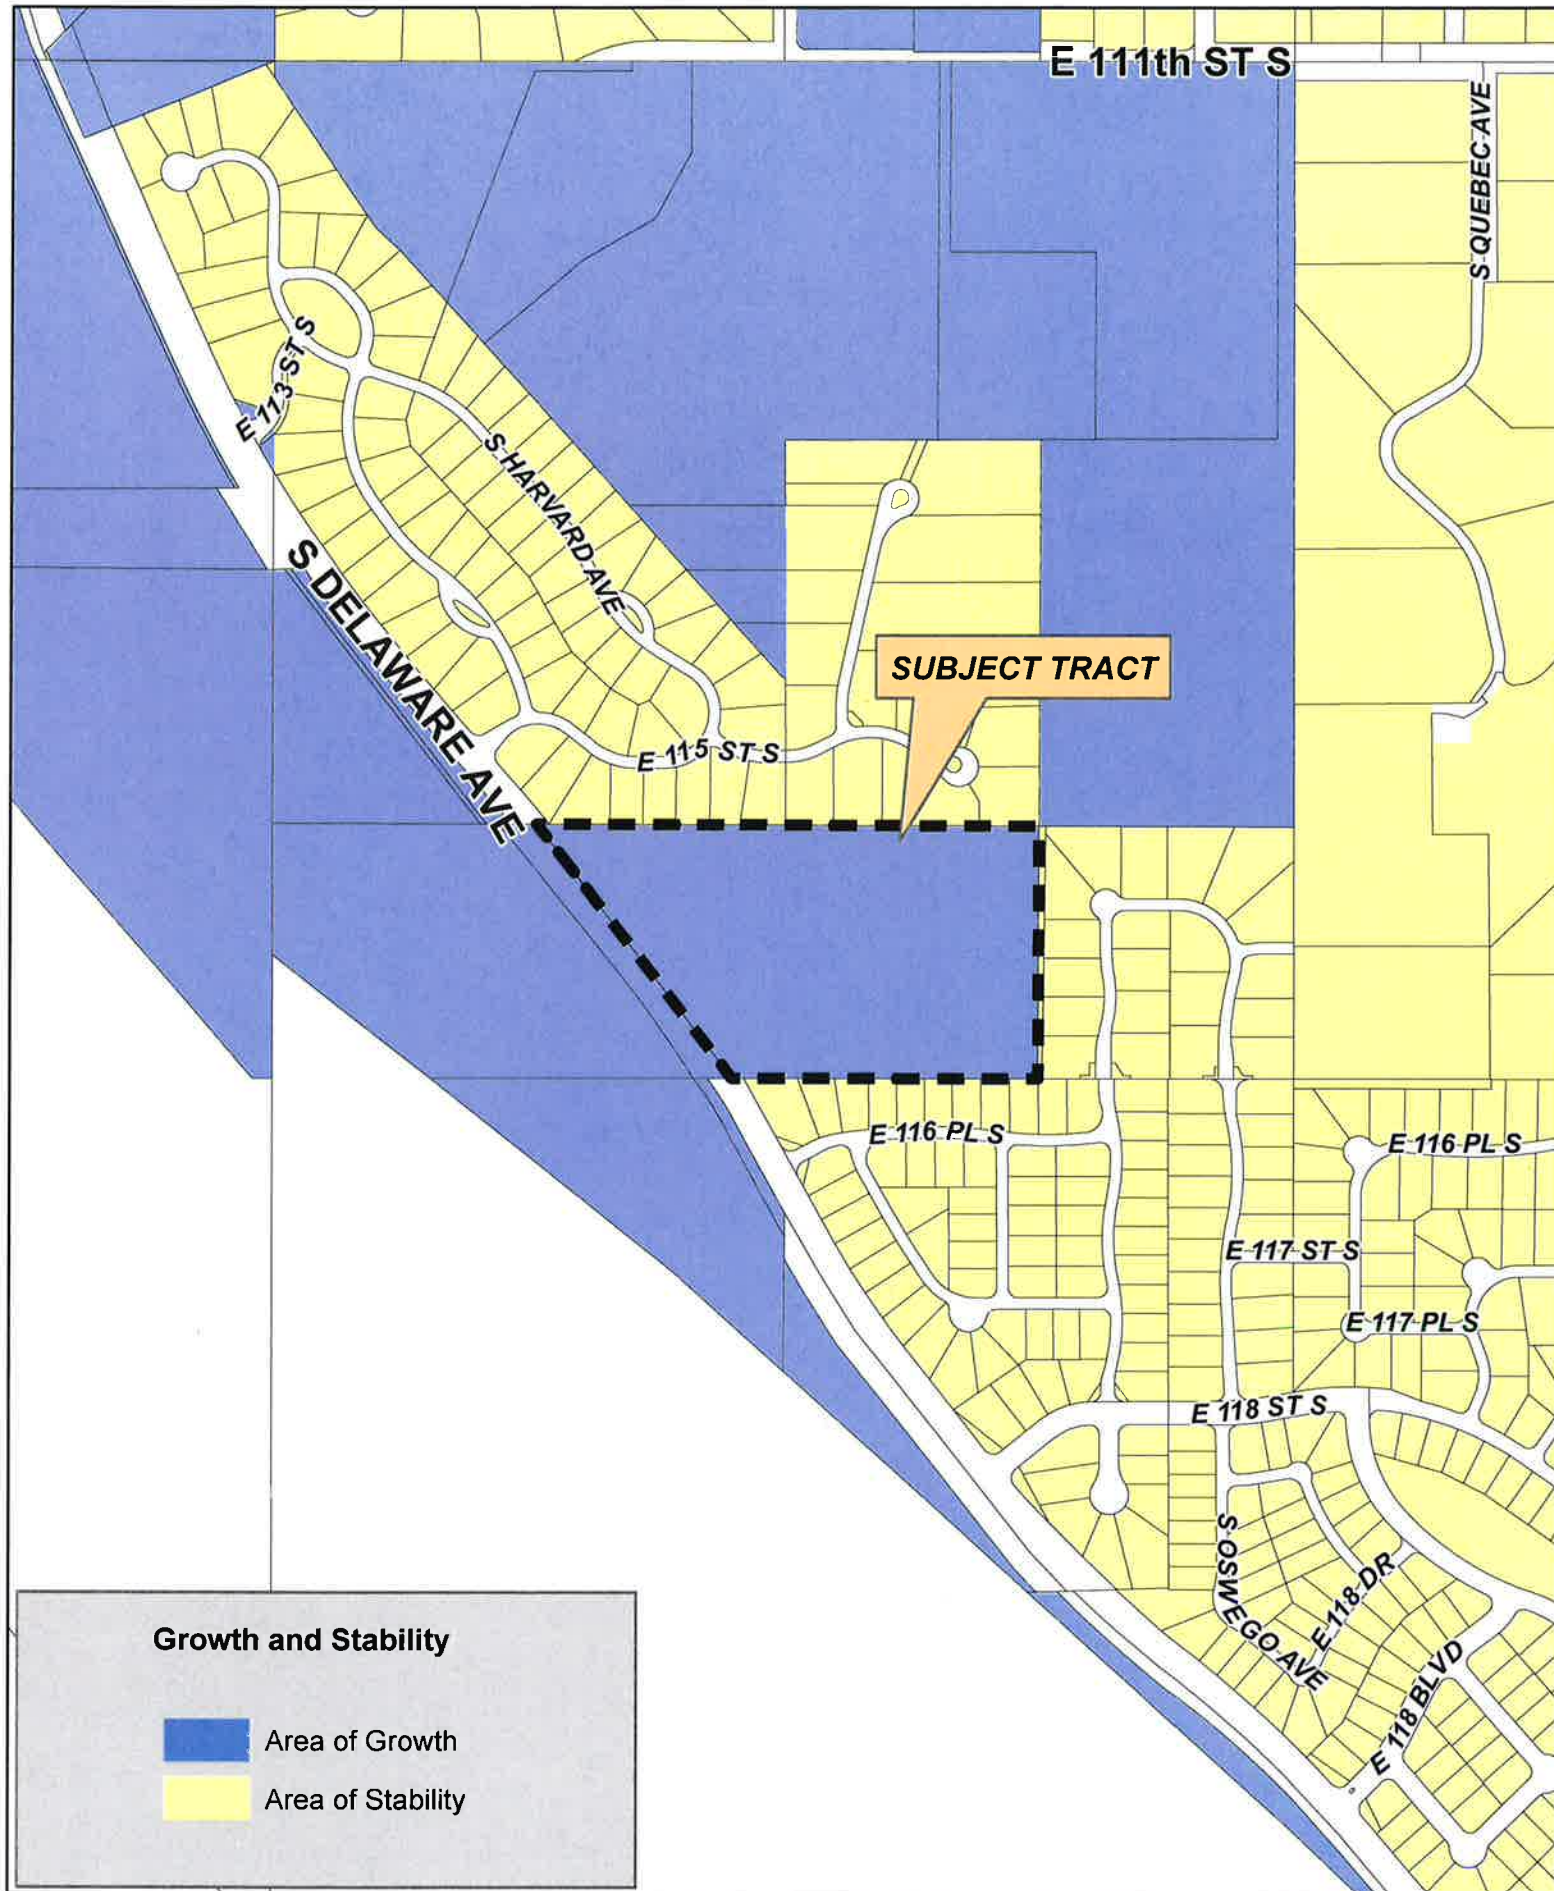 E 111th ST S
S QUEBEC AVE
E 113 ST S
S HARVARD AVE
S DELAWARE AVE
SUBJECT TRACT
E 115 ST S
E 116 PL S
E 116 PL S
E 117 ST S
E 117 PL S
E 118 ST S
S OSWEGO AVE
E 118 DR
E 118 BLVD
Growth and Stability
Area of Growth
Area of Stability